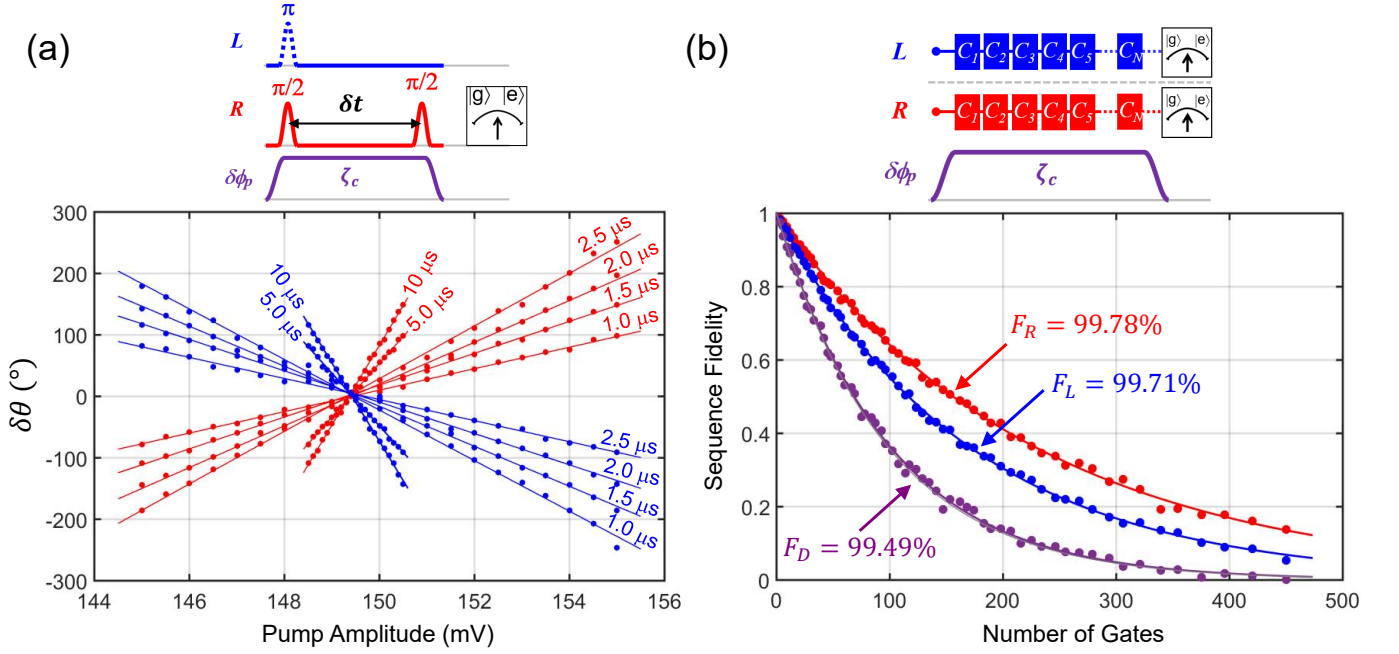 (a)
L
π
R
π/2
δt
π/2
|g⟩ |e⟩
δϕp
ζc
δθ (°)
300
200
100
0
-100
-200
-300
144
146
148
150
152
154
156
Pump Amplitude (mV)
10 μs
5.0 μs
10 μs
5.0 μs
2.5 μs
2.0 μs
1.5 μs
1.0 μs
2.5 μs
2.0 μs
1.5 μs
1.0 μs
(b)
L
C1 C2 C3 C4 C5 CN
|g⟩ |e⟩
R
C1 C2 C3 C4 C5 CN
|g⟩ |e⟩
δϕp
ζc
Sequence Fidelity
1
0.8
0.6
0.4
0.2
0
0
100
200
300
400
500
Number of Gates
FR = 99.78%
FL = 99.71%
FD = 99.49%